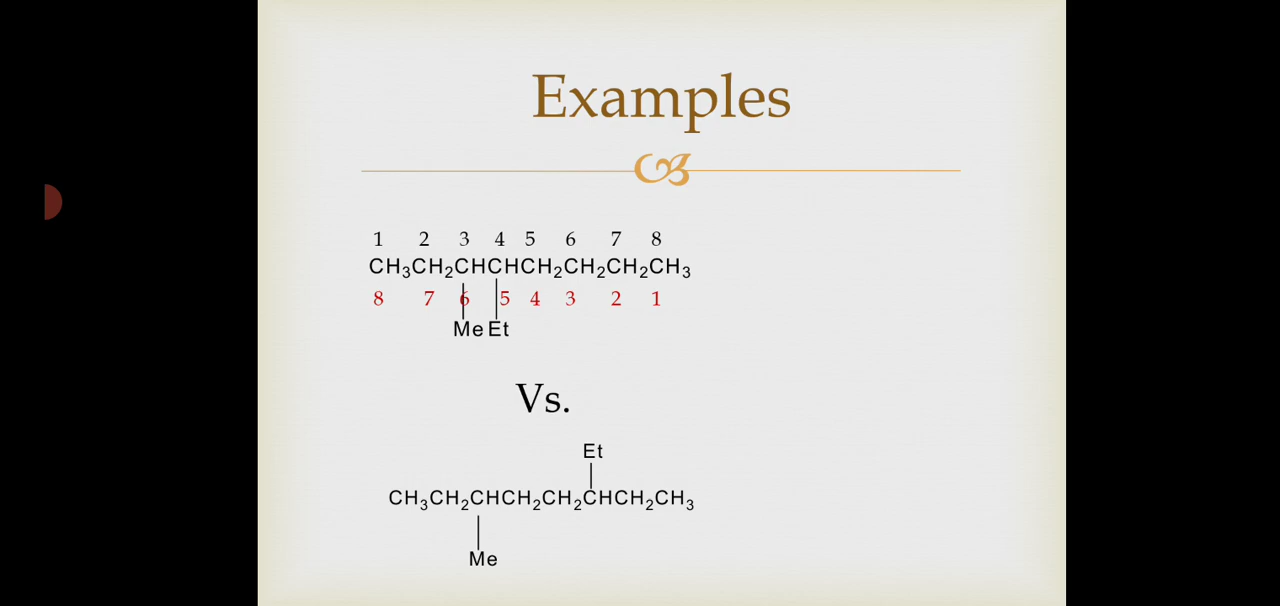 Examples
1 2 3 4 5 6 7 8
CH₃CH₂CHCHCH₂CH₂CH₂CH₃
8 7 6 5 4 3 2 1
Me Et
Vs.
Et
CH₃CH₂CHCH₂CH₂CHCH₂CH₃
Me